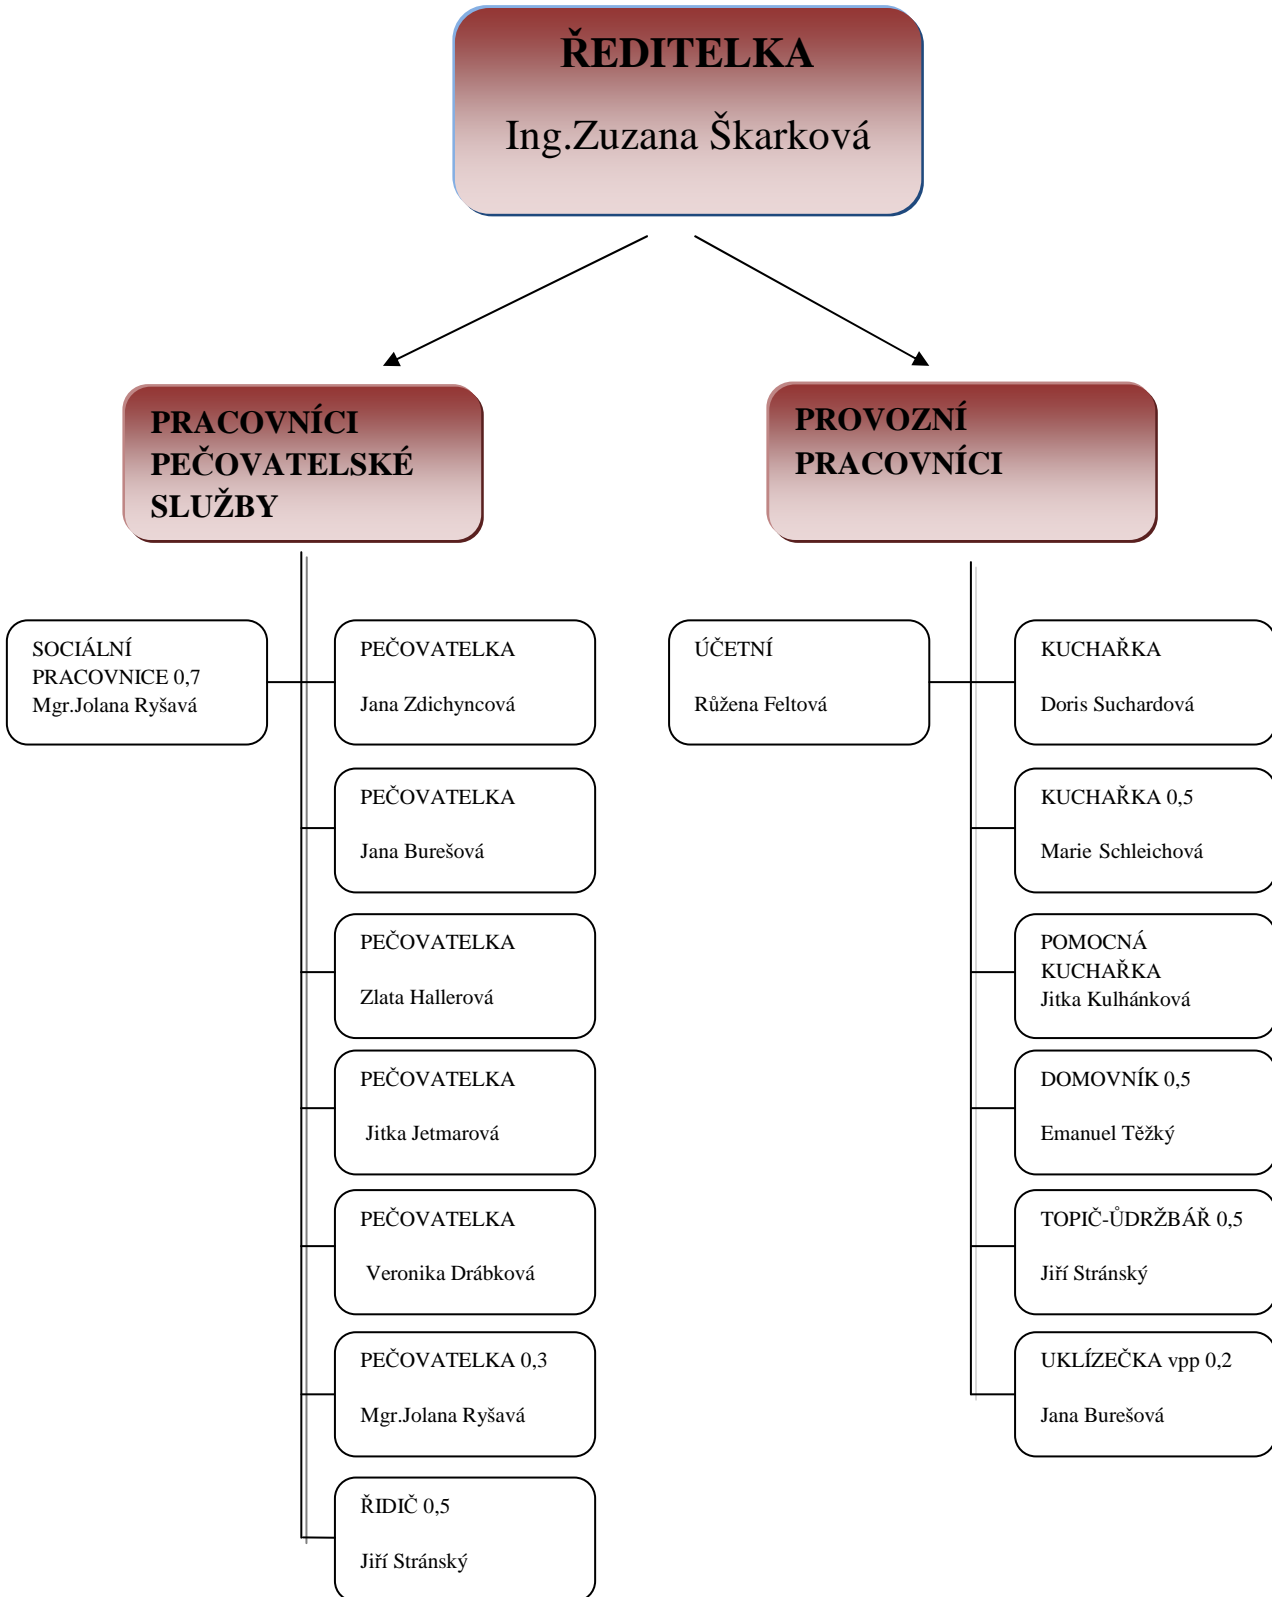 ŘEDITELKA
Ing.Zuzana Škarková
PRACOVNÍCI
PEČOVATELSKÉ
SLUŽBY
PROVOZNÍ
PRACOVNÍCI
SOCIÁLNÍ
PRACOVNICE 0,7
Mgr.Jolana Ryšavá
PEČOVATELKA
Jana Zdichyncová
PEČOVATELKA
Jana Burešová
PEČOVATELKA
Zlata Hallerová
PEČOVATELKA
Jitka Jetmarová
PEČOVATELKA
Veronika Drábková
PEČOVATELKA 0,3
Mgr.Jolana Ryšavá
ŘIDIČ 0,5
Jiří Stránský
ÚČETNÍ
Růžena Feltová
KUCHAŘKA
Doris Suchardová
KUCHAŘKA 0,5
Marie Schleichová
POMOCNÁ
KUCHAŘKA
Jitka Kulhánková
DOMOVNÍK 0,5
Emanuel Těžký
TOPIČ-ŮDRŽBÁŘ 0,5
Jiří Stránský
UKLÍZEČKA vpp 0,2
Jana Burešová